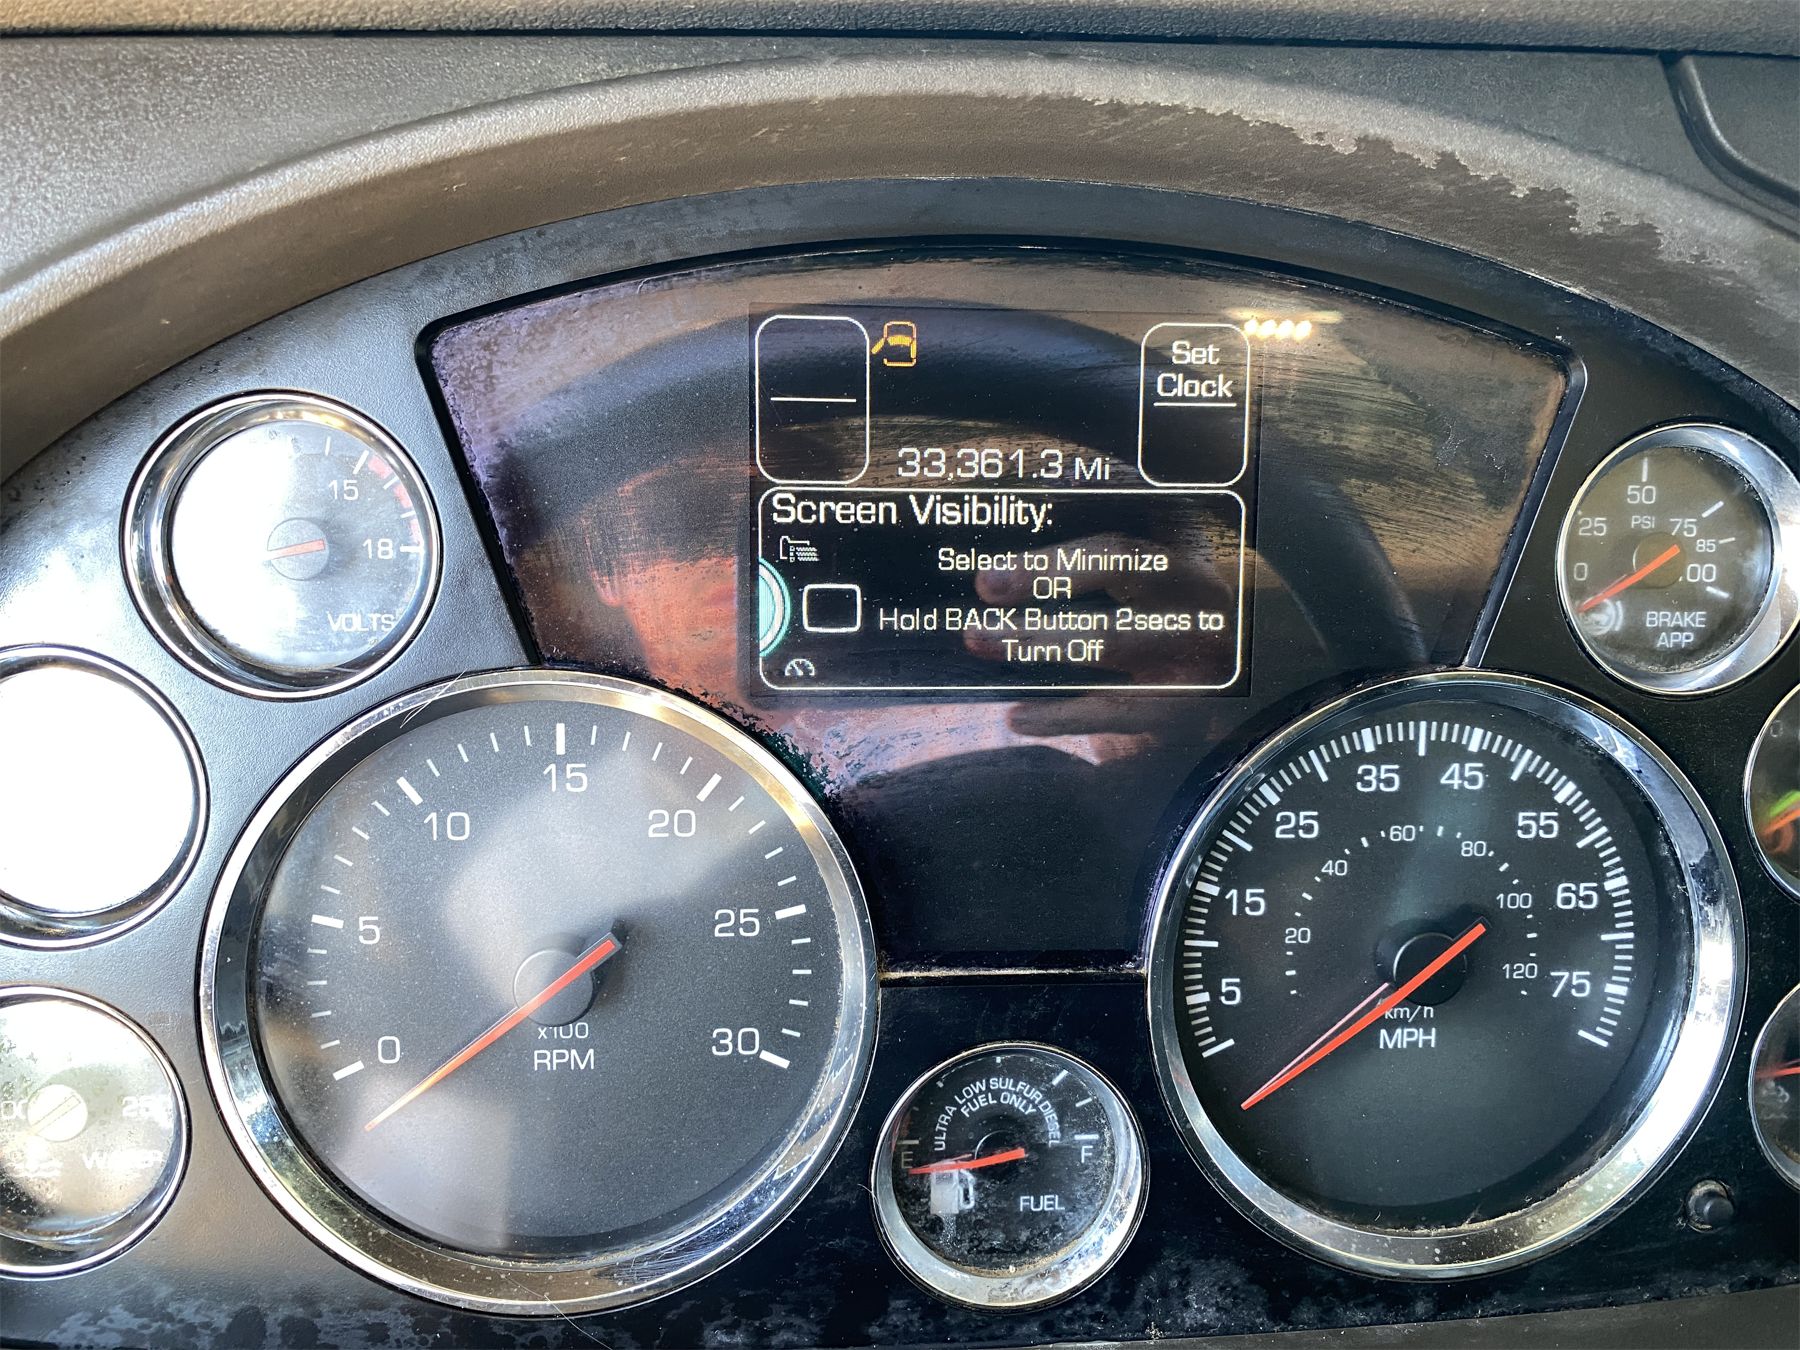 Set
Clock
33,361.3 Mi
Screen Visibility:
Select to Minimize
OR
Hold BACK Button 2secs to
Turn Off
15
18
VOLTS
50
PSI
25
75
85
0
BRAKE
APP
0
5
10
15
20
25
30
x100
RPM
5
15
25
35
45
55
65
75
20
40
60
80
100
120
km/h
MPH
ULTRA LOW SULFUR DIESEL
FUEL ONLY
E
F
FUEL